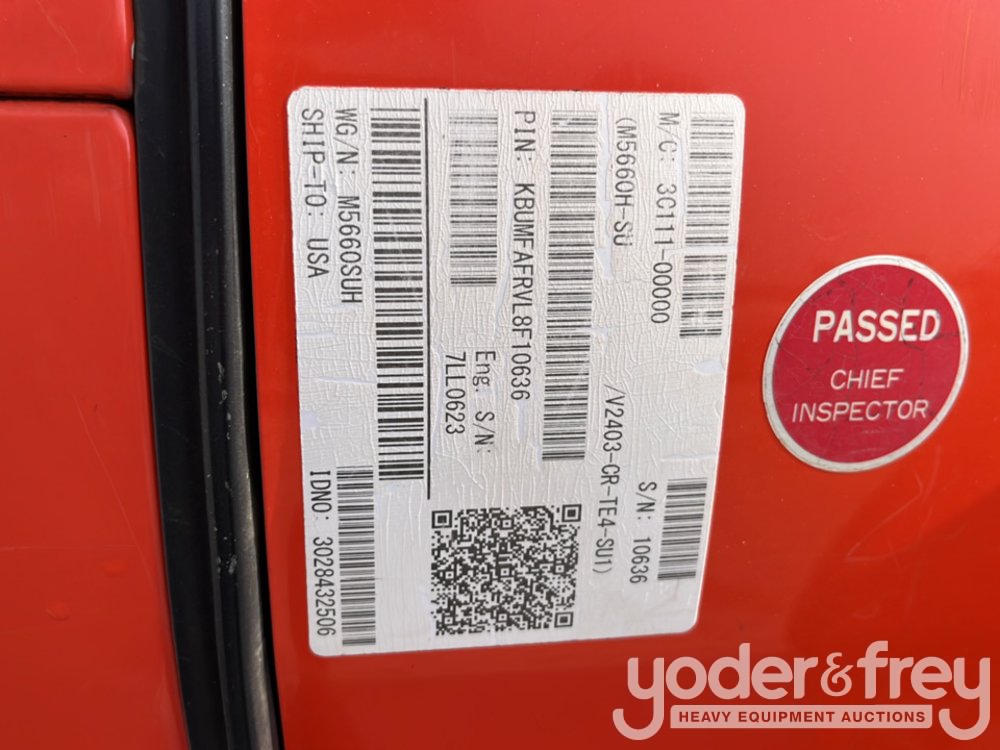 M/C: 3C111-00000
S/N: 10636
(M5660H-SU
/V2403-CR-TE4-SU1)
PIN: KBUMFAFRVL8F10636
Eng. S/N:
7LL0623
WG/N: M5660SUH
SHIP-TO: USA
IDNO: 3028432506
PASSED
CHIEF
INSPECTOR
yoder&frey
HEAVY EQUIPMENT AUCTIONS